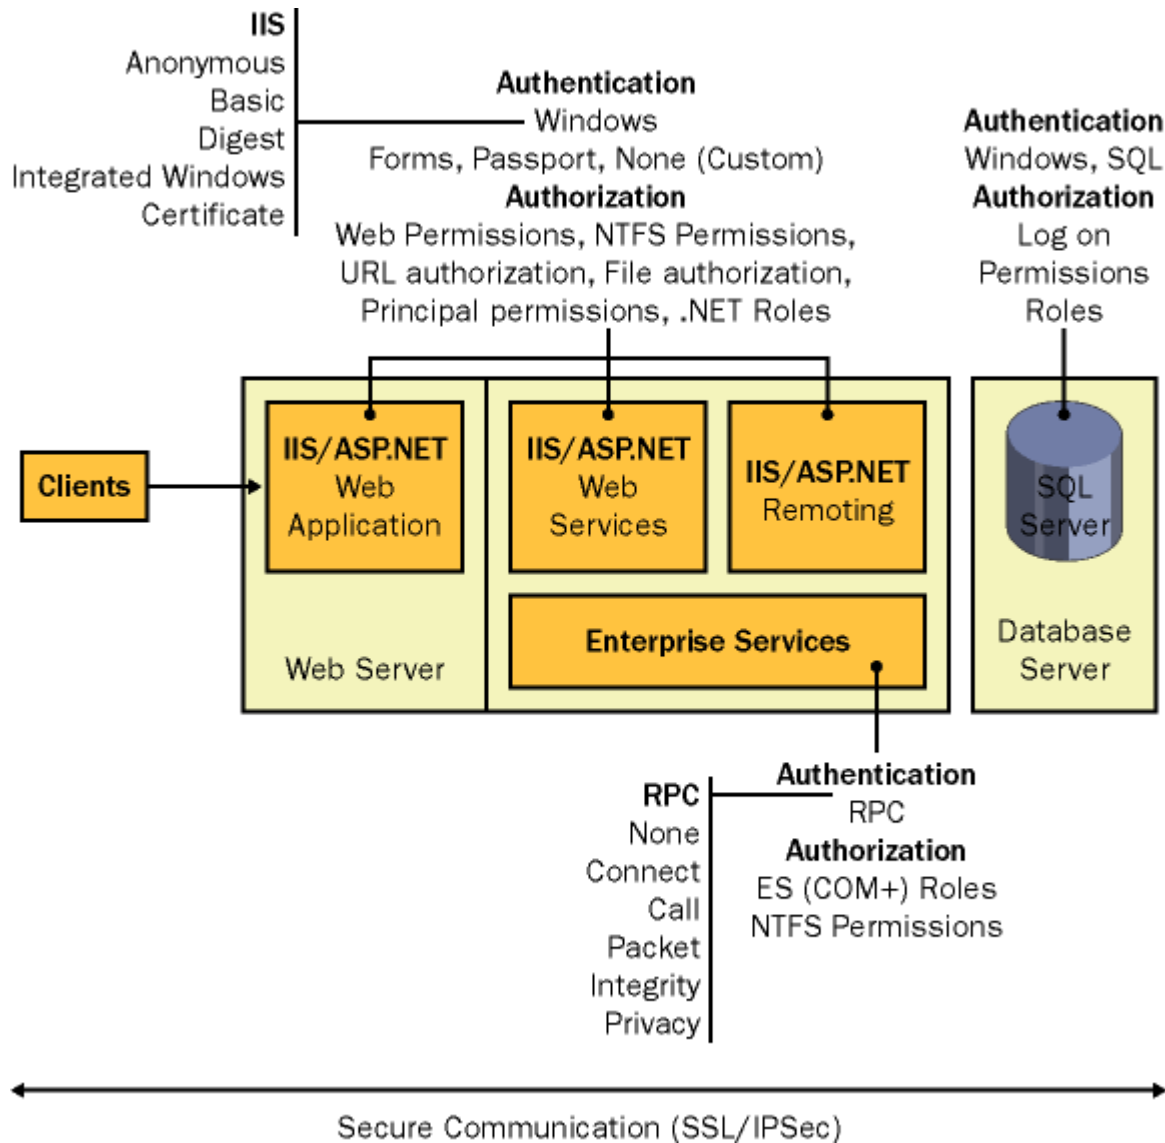 IIS
Anonymous
Basic
Digest
Integrated Windows
Certificate
Authentication
Windows
Forms, Passport, None (Custom)
Authorization
Web Permissions, NTFS Permissions,
URL authorization, File authorization,
Principal permissions, .NET Roles
Authentication
Windows, SQL
Authorization
Log on
Permissions
Roles
Clients
IIS/ASP.NET
Web
Application
Web Server
IIS/ASP.NET
Web
Services
IIS/ASP.NET
Remoting
Enterprise Services
SQL
Server
Database
Server
RPC
None
Connect
Call
Packet
Integrity
Privacy
Authentication
RPC
Authorization
ES (COM+) Roles
NTFS Permissions
Secure Communication (SSL/IPSec)